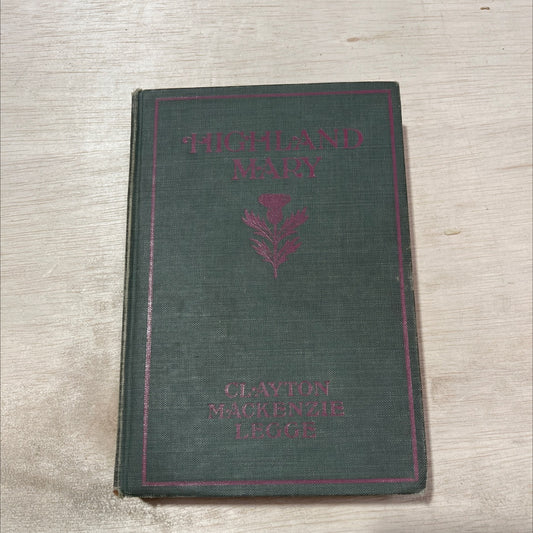 HIGHLAND
MARY
CLAYTON
MACKENZIE
LEGGE